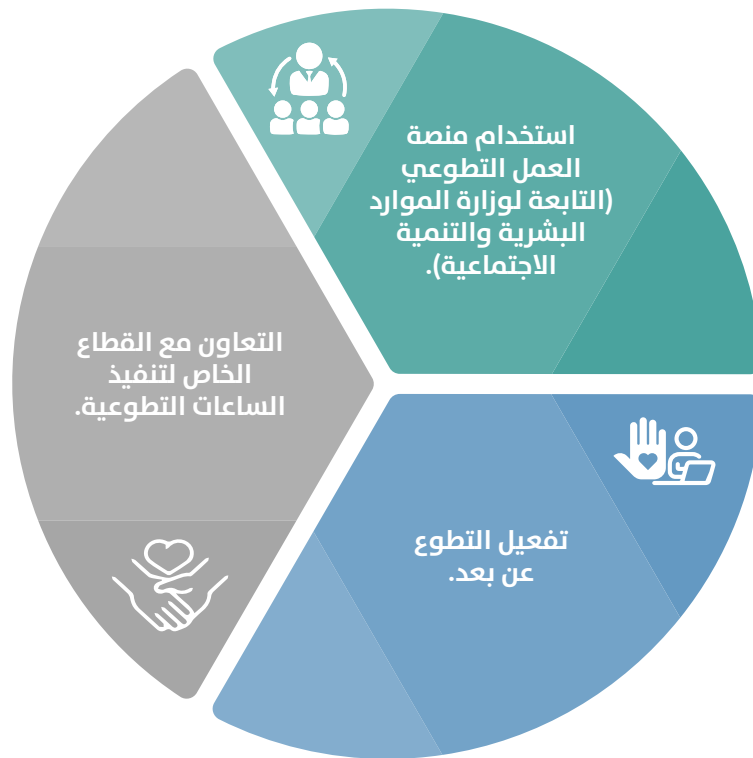 استخدام منصة
العمل التطوعي
(التابعة لوزارة الموارد
البشرية والتنمية
الاجتماعية).
التعاون مع القطاع
الخاص لتنفيذ
الساعات التطوعية.
تفعيل التطوع
عن بعد.